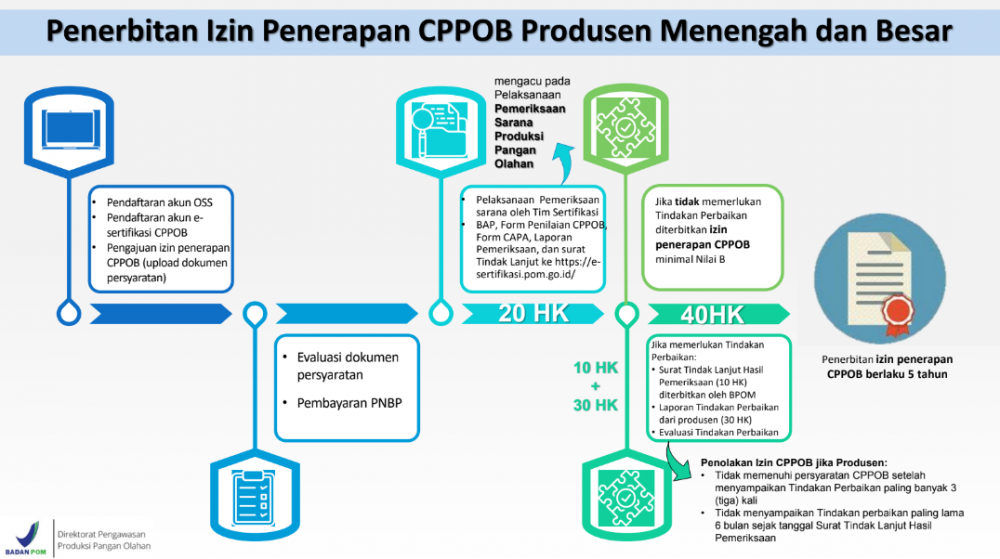 Penerbitan Izin Penerapan CPPOB Produsen Menengah dan Besar
• Pendaftaran akun OSS
• Pendaftaran akun e-
sertifikasi CPPOB
• Pengajuan izin penerapan
CPPOB (upload dokumen
persyaratan)
• Evaluasi dokumen
persyaratan
• Pembayaran PNBP
mengacu pada
Pelaksanaan
Pemeriksaan
Sarana
Produksi
Pangan
Olahan
• Pelaksanaan Pemeriksaan
sarana oleh Tim Sertifikasi
• BAP, Form Penilaian CPPOB,
Form CAPA, Laporan
Pemeriksaan, dan surat
Tindak Lanjut ke https://e-
sertifikasi.pom.go.id/
20 HK
Jika tidak memerlukan
Tindakan Perbaikan
diterbitkan izin
penerapan CPPOB
minimal Nilai B
40HK
10 HK
+
30 HK
Jika memerlukan Tindakan
Perbaikan:
• Surat Tindak Lanjut Hasil
Pemeriksaan (10 HK)
diterbitkan oleh BPOM
• Laporan Tindakan Perbaikan
dari produsen (30 HK)
• Evaluasi Tindakan Perbaikan
Penolakan Izin CPPOB jika Produsen:
• Tidak memenuhi persyaratan CPPOB setelah
menyampaikan Tindakan Perbaikan paling banyak 3
(tiga) kali
• Tidak menyampaikan Tindakan perbaikan paling lama
6 bulan sejak tanggal Surat Tindak Lanjut Hasil
Pemeriksaan
Penerbitan izin penerapan
CPPOB berlaku 5 tahun
BADAN POM
Direktorat Pengawasan
Produksi Pangan Olahan